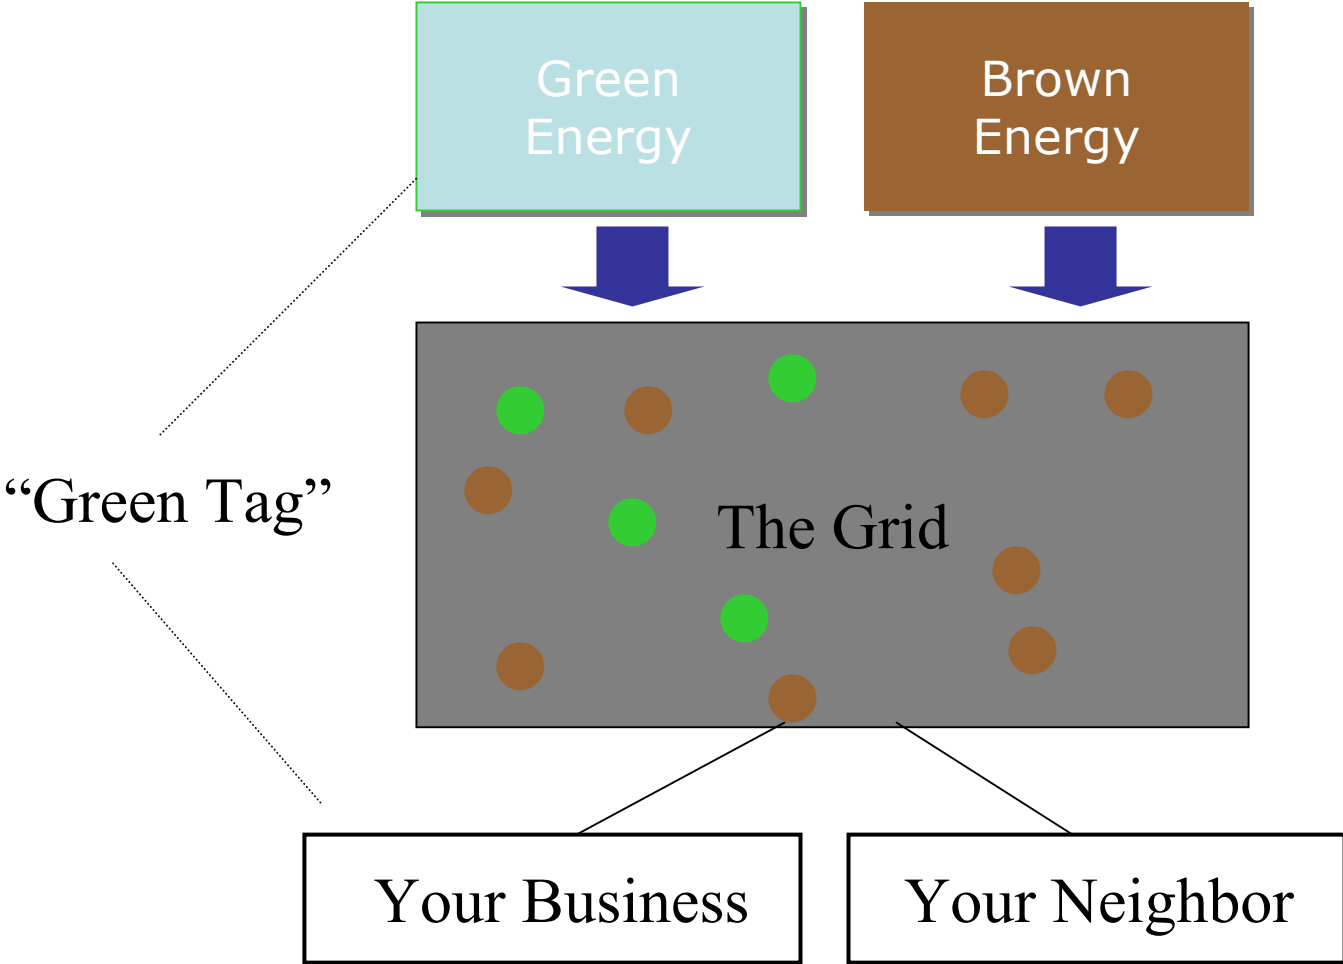 Green
Energy
Brown
Energy
“Green Tag”
The Grid
Your Business
Your Neighbor